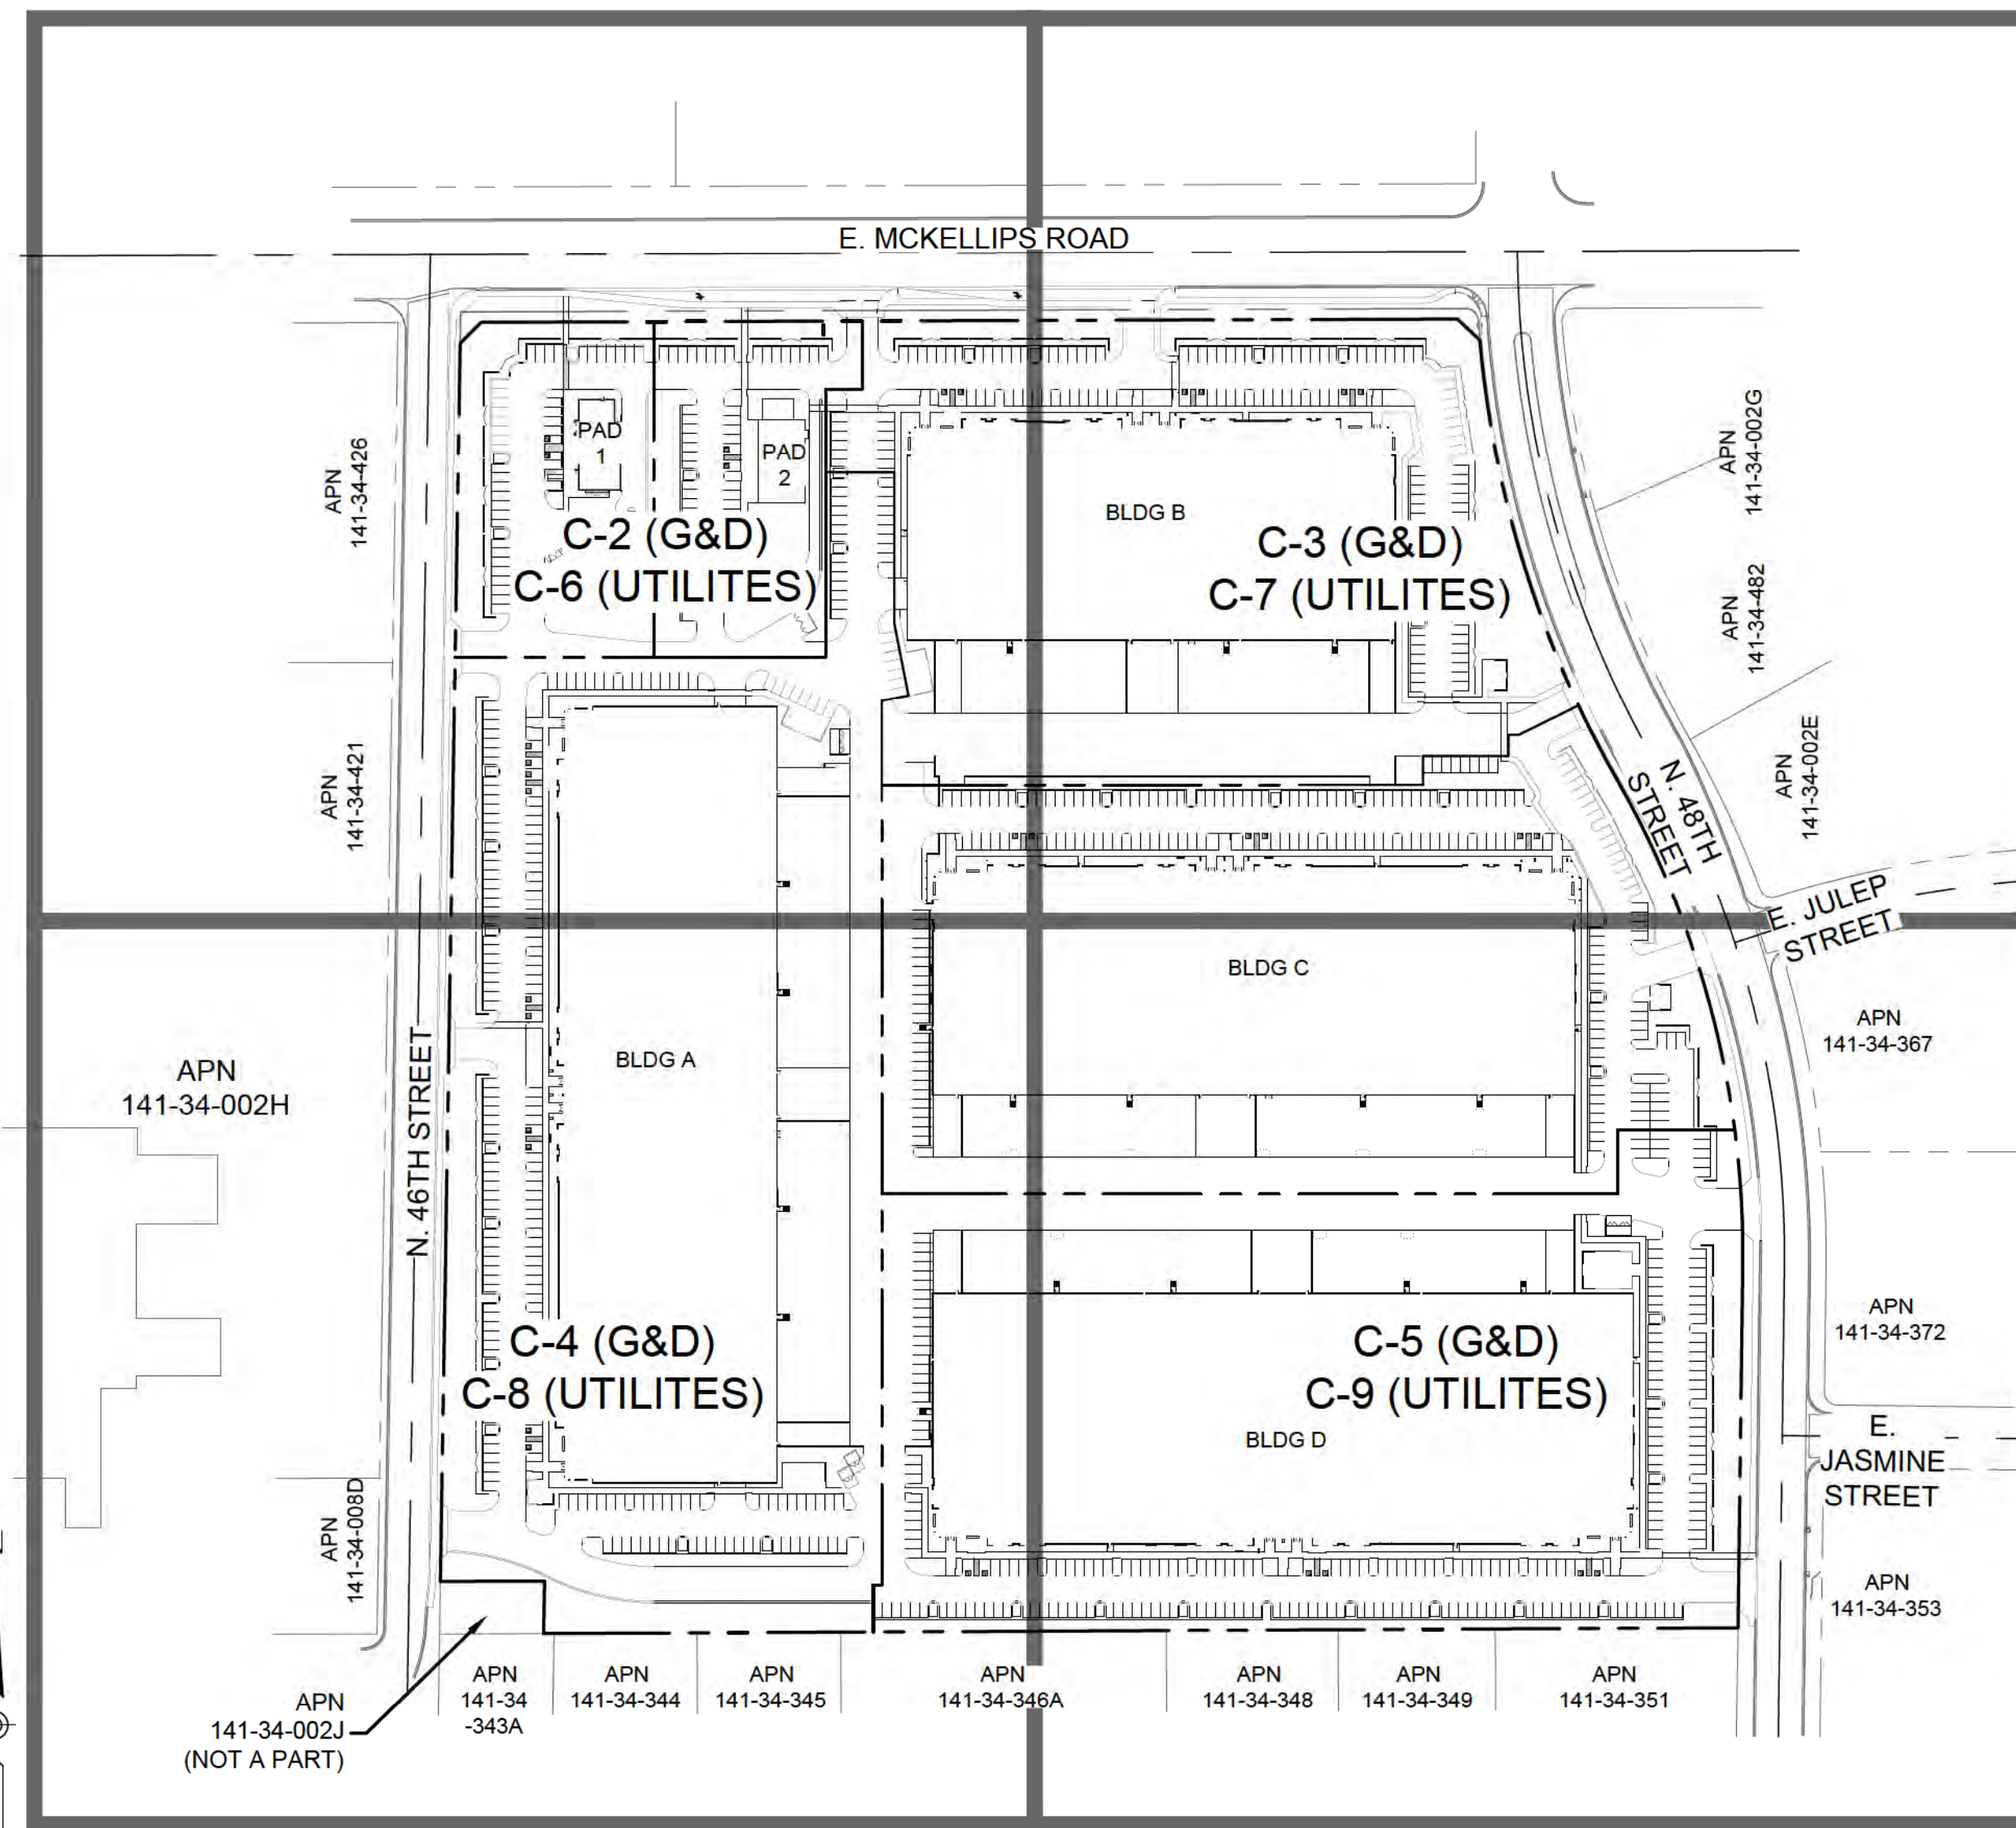 E. MCKELLIPS ROAD
APN
141-34-426
PAD
1
PAD
2
BLDG B
C-2 (G&D)
C-6 (UTILITES)
C-3 (G&D)
C-7 (UTILITES)
APN
141-34-002G
APN
141-34-482
APN
141-34-421
N. 48TH
STREET
APN
141-34-002E
E. JULEP
STREET
BLDG C
APN
141-34-002H
N. 46TH STREET
BLDG A
APN
141-34-367
C-4 (G&D)
C-8 (UTILITES)
C-5 (G&D)
C-9 (UTILITES)
BLDG D
APN
141-34-372
E.
JASMINE
STREET
APN
141-34-008D
APN
141-34-353
APN
141-34-002J
(NOT A PART)
APN
141-34
-343A
APN
141-34-344
APN
141-34-345
APN
141-34-346A
APN
141-34-348
APN
141-34-349
APN
141-34-351